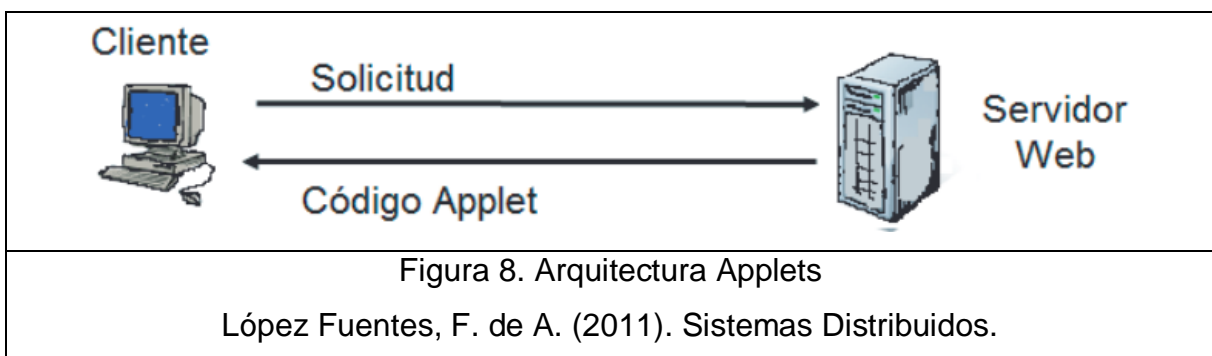 Cliente
Solicitud
Servidor
Web
Código Applet
Figura 8. Arquitectura Applets
López Fuentes, F. de A. (2011). Sistemas Distribuidos.